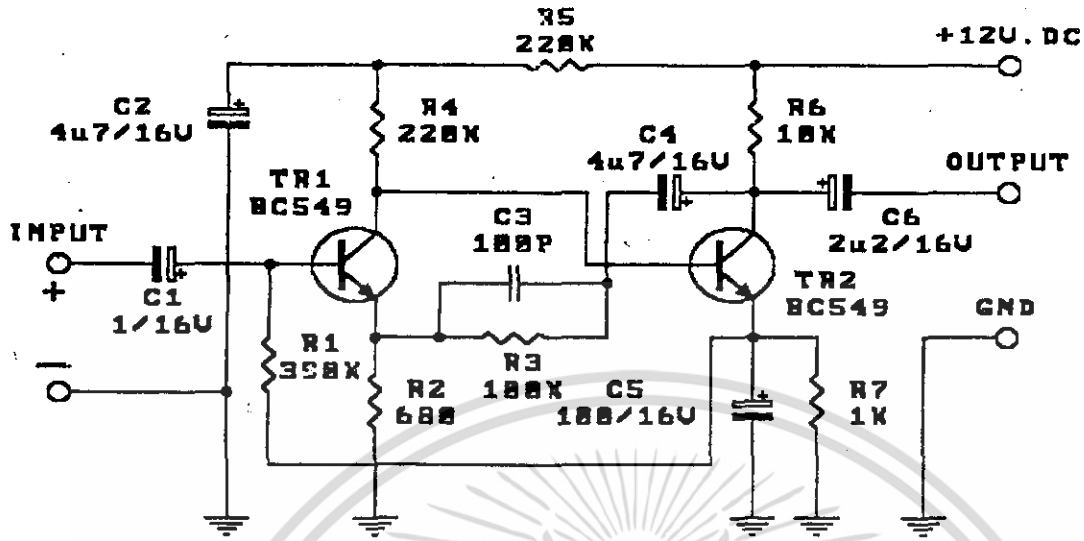 R5
220K
+12V.DC
C2
4u7/16V
R4
220K
C4
4u7/16V
R6
10K
OUTPUT
TR1
BC549
C3
100P
INPUT
+
C6
2u2/16V
C1
1/16V
TR2
BC549
GND
R1
R3
100K
R2
680
C5
100/16V
R7
1K